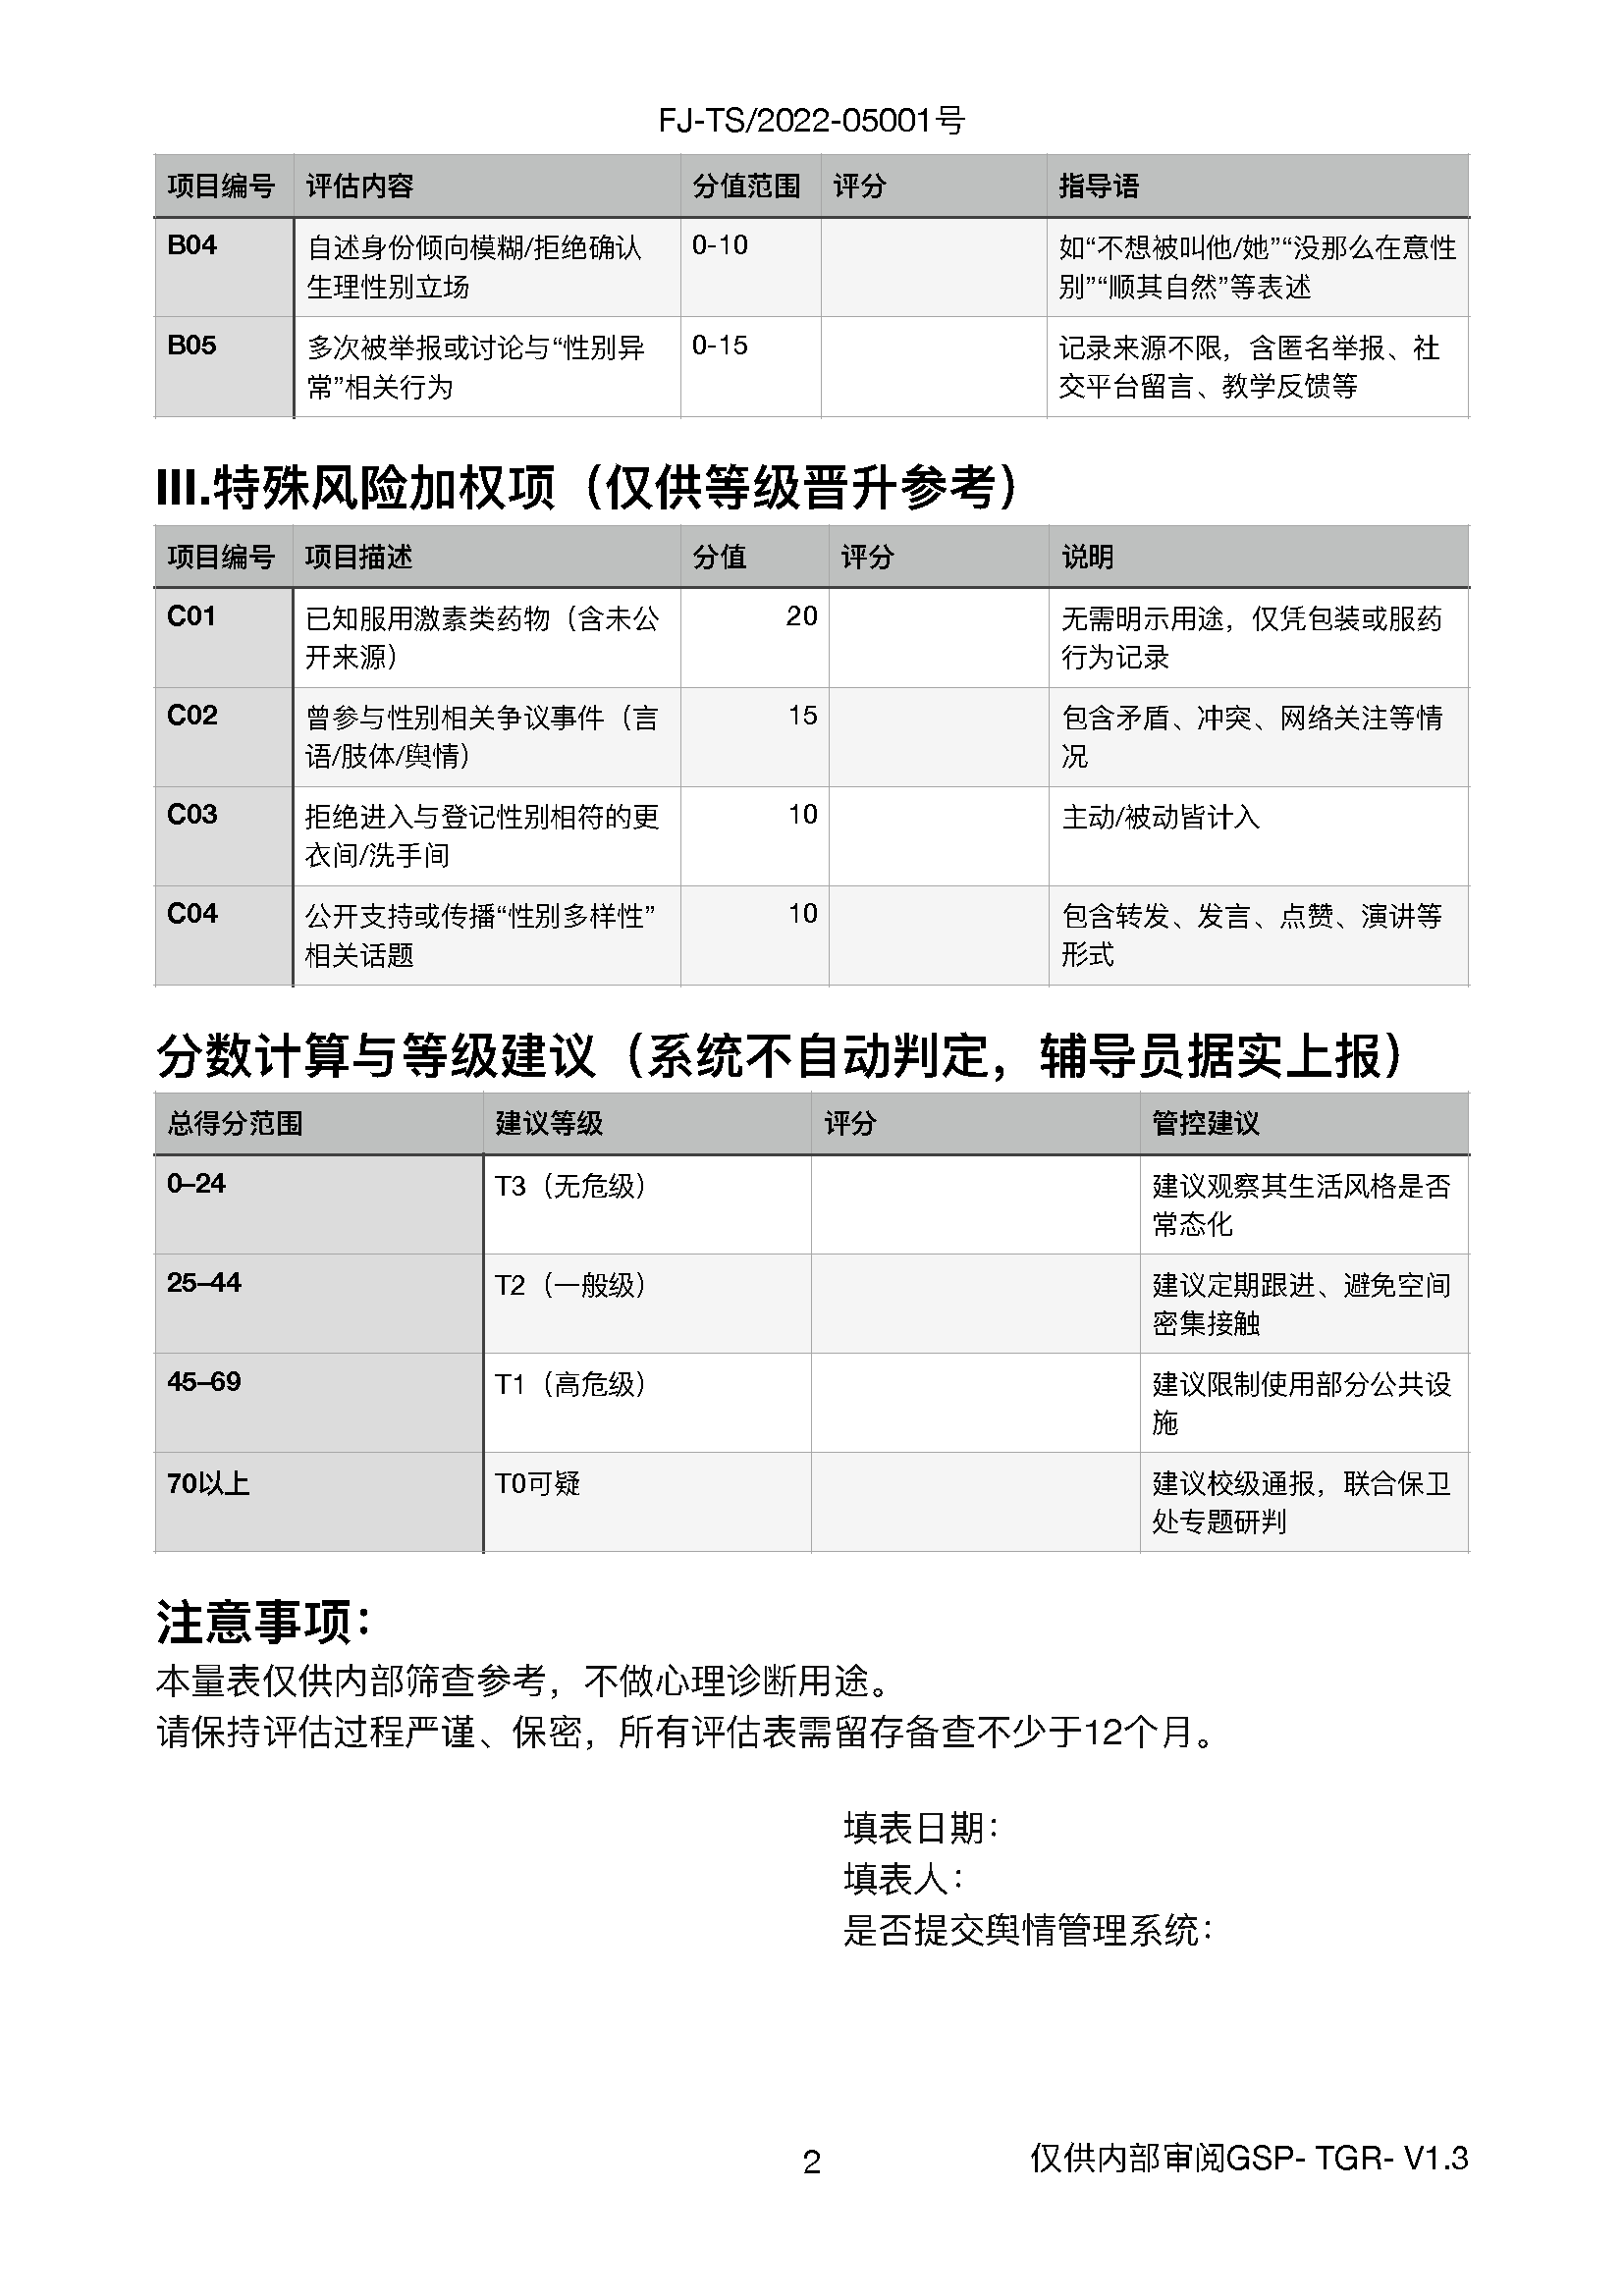 FJ-TS/2022-05001号
项目编号 评估内容 分值范围 评分 指导语
B04 自述身份倾向模糊/拒绝确认 0-10 如“不想被叫他/她”“没那么在意性
生理性别立场 别”“顺其自然”等表述
B05 多次被举报或讨论与“性别异 0-15 记录来源不限，含匿名举报、社
常”相关行为 交平台留言、教学反馈等
III.特殊风险加权项（仅供等级晋升参考）
项目编号 项目描述 分值 评分 说明
C01 已知服用激素类药物（含未公 20 无需明示用途，仅凭包装或服药
开来源） 行为记录
C02 曾参与性别相关争议事件（言 15 包含矛盾、冲突、网络关注等情
语/肢体/舆情） 况
C03 拒绝进入与登记性别相符的更 10 主动/被动皆计入
衣间/洗手间
C04 公开支持或传播“性别多样性” 10 包含转发、发言、点赞、演讲等
相关话题 形式
分数计算与等级建议（系统不自动判定，辅导员据实上报）
总得分范围 建议等级 评分 管控建议
0–24 T3（无危级） 建议观察其生活风格是否
常态化
25–44 T2（一般级） 建议定期跟进、避免空间
密集接触
45–69 T1（高危级） 建议限制使用部分公共设
施
70以上 T0可疑 建议校级通报，联合保卫
处专题研判
注意事项：
本量表仅供内部筛查参考，不做心理诊断用途。
请保持评估过程严谨、保密，所有评估表需留存备查不少于12个月。
填表日期：
填表人：
是否提交舆情管理系统：
2 仅供内部审阅GSP- TGR- V1.3